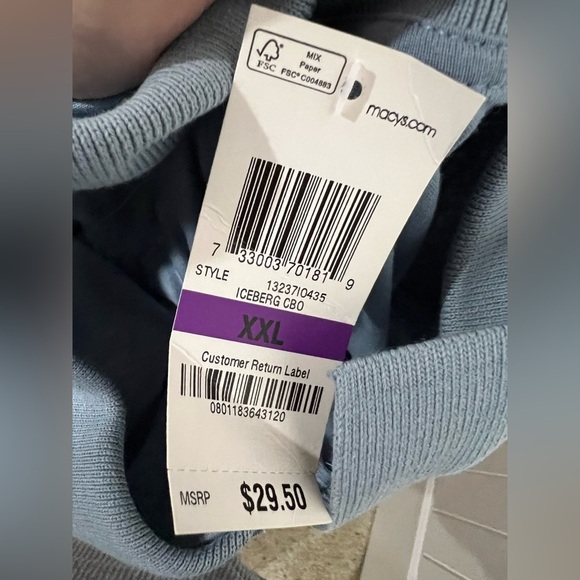 FSC
MIX
Paper
FSC® C004883
macys.com
7 33003 70181 9
STYLE 13237I0435
ICEBERG CBO
XXL
Customer Return Label
0801183643120
MSRP $29.50